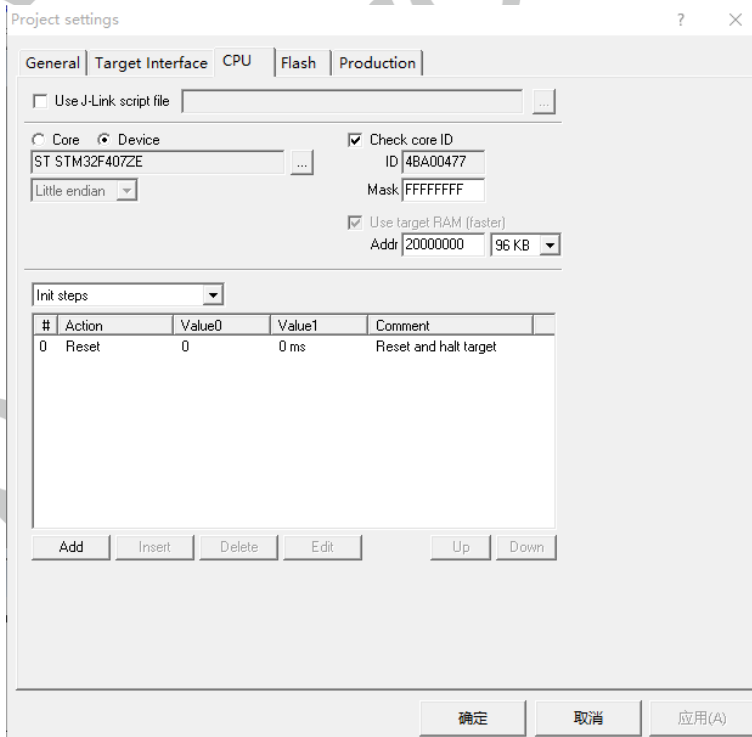 Project settings
General Target Interface CPU Flash Production
Use J-Link script file ...
Core Device
ST STM32F407ZE ...
Little endian
Check core ID
ID 4BA00477
Mask FFFFFFFF
Use target RAM (faster)
Addr 20000000 96 KB
Init steps
# Action Value0 Value1 Comment
0 Reset 0 0 ms Reset and halt target
Add Insert Delete Edit Up Down
确定 取消 应用(A)